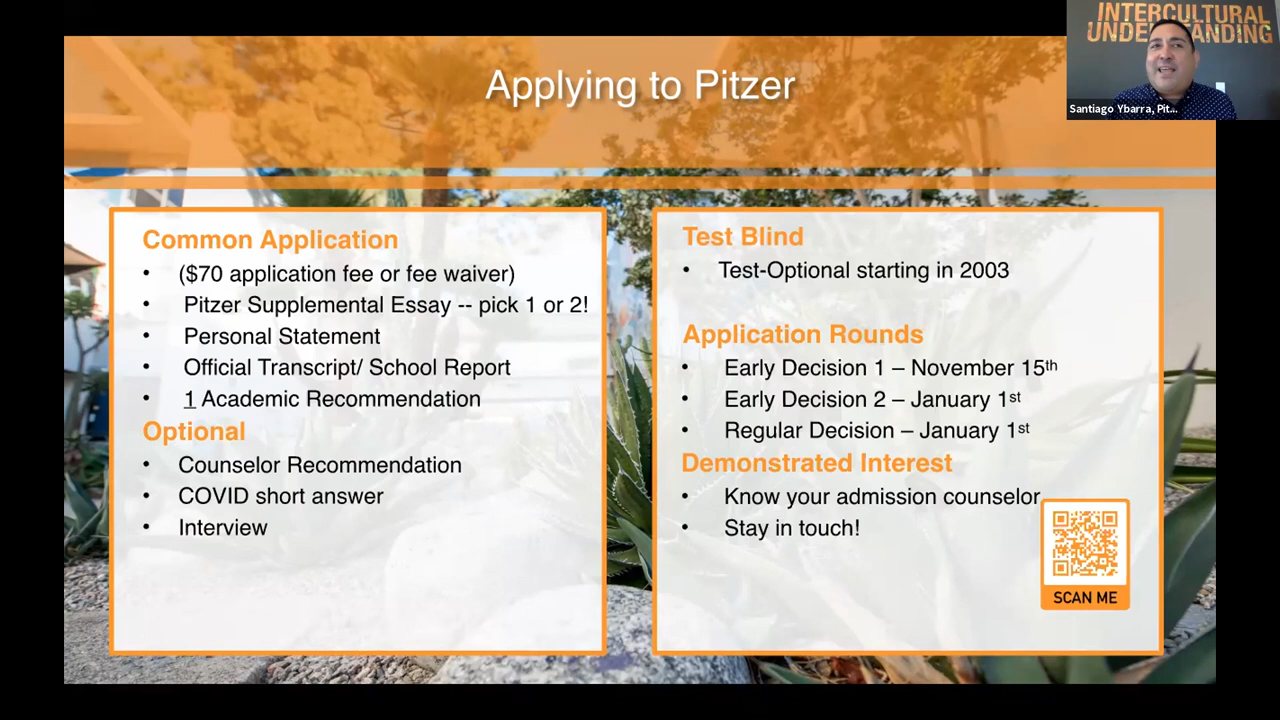 Applying to Pitzer
INTERCULTURAL
UNDERSTANDING
Santiago Ybarra, Pit...
Common Application
• ($70 application fee or fee waiver)
• Pitzer Supplemental Essay -- pick 1 or 2!
• Personal Statement
• Official Transcript/ School Report
• 1 Academic Recommendation
Optional
• Counselor Recommendation
• COVID short answer
• Interview
Test Blind
• Test-Optional starting in 2003
Application Rounds
• Early Decision 1 – November 15th
• Early Decision 2 – January 1st
• Regular Decision – January 1st
Demonstrated Interest
• Know your admission counselor
• Stay in touch!
SCAN ME